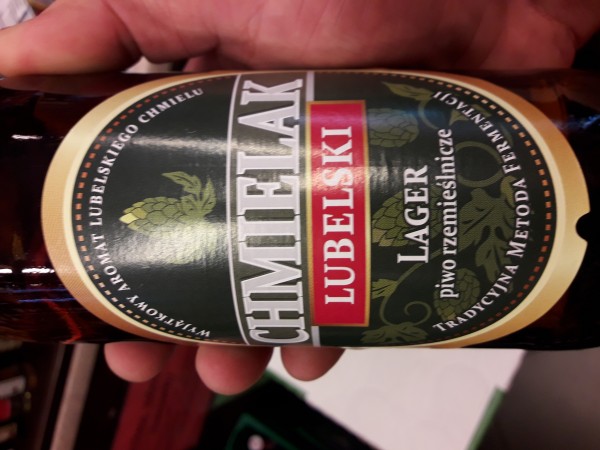 WYJĄTKOWY AROMAT LUBELSKIEGO CHMIELU
CHMIELAK
LUBELSKI
LAGER
piwo rzemieślnicze
TRADYCYJNA METODA FERMENTACJI